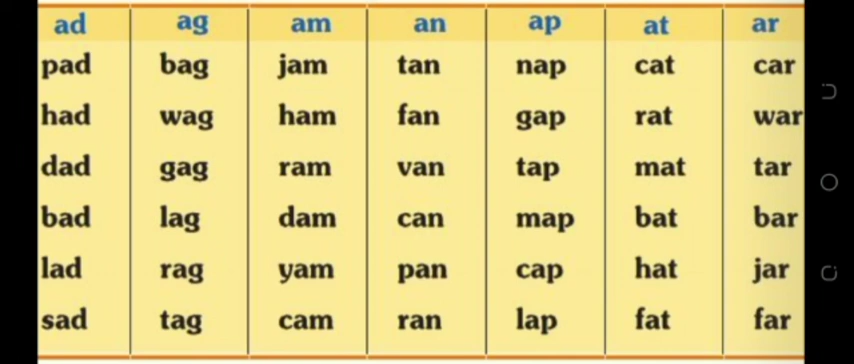 ad ag am an ap at ar
pad bag jam tan nap cat car
had wag ham fan gap rat war
dad gag ram van tap mat tar
bad lag dam can map bat bar
lad rag yam pan cap hat jar
sad tag cam ran lap fat far